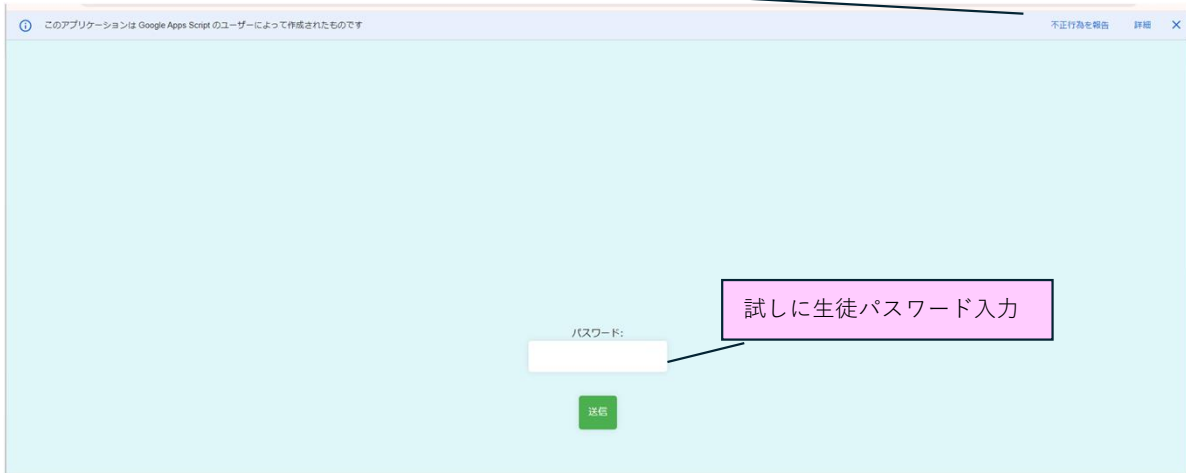 このアプリケーションは Google Apps Script のユーザーによって作成されたものです
不正行為を報告 詳細
試しに生徒パスワード入力
パスワード:
送信